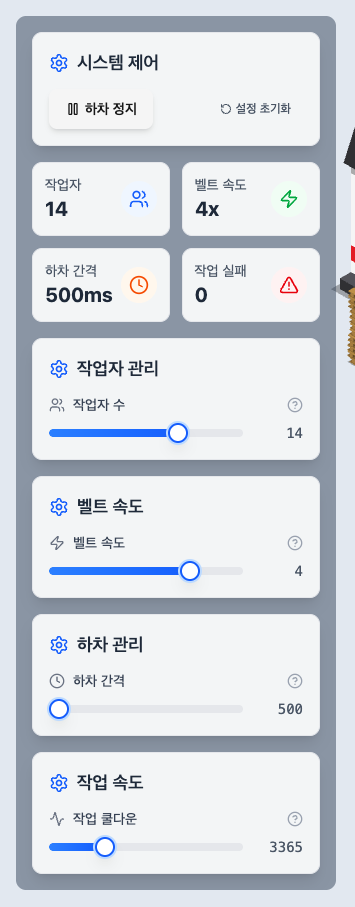 시스템 제어
하차 정지
설정 초기화
작업자
14
벨트 속도
4x
하차 간격
500ms
작업 실패
0
작업자 관리
작업자 수
14
벨트 속도
벨트 속도
4
하차 관리
하차 간격
500
작업 속도
작업 쿨다운
3365